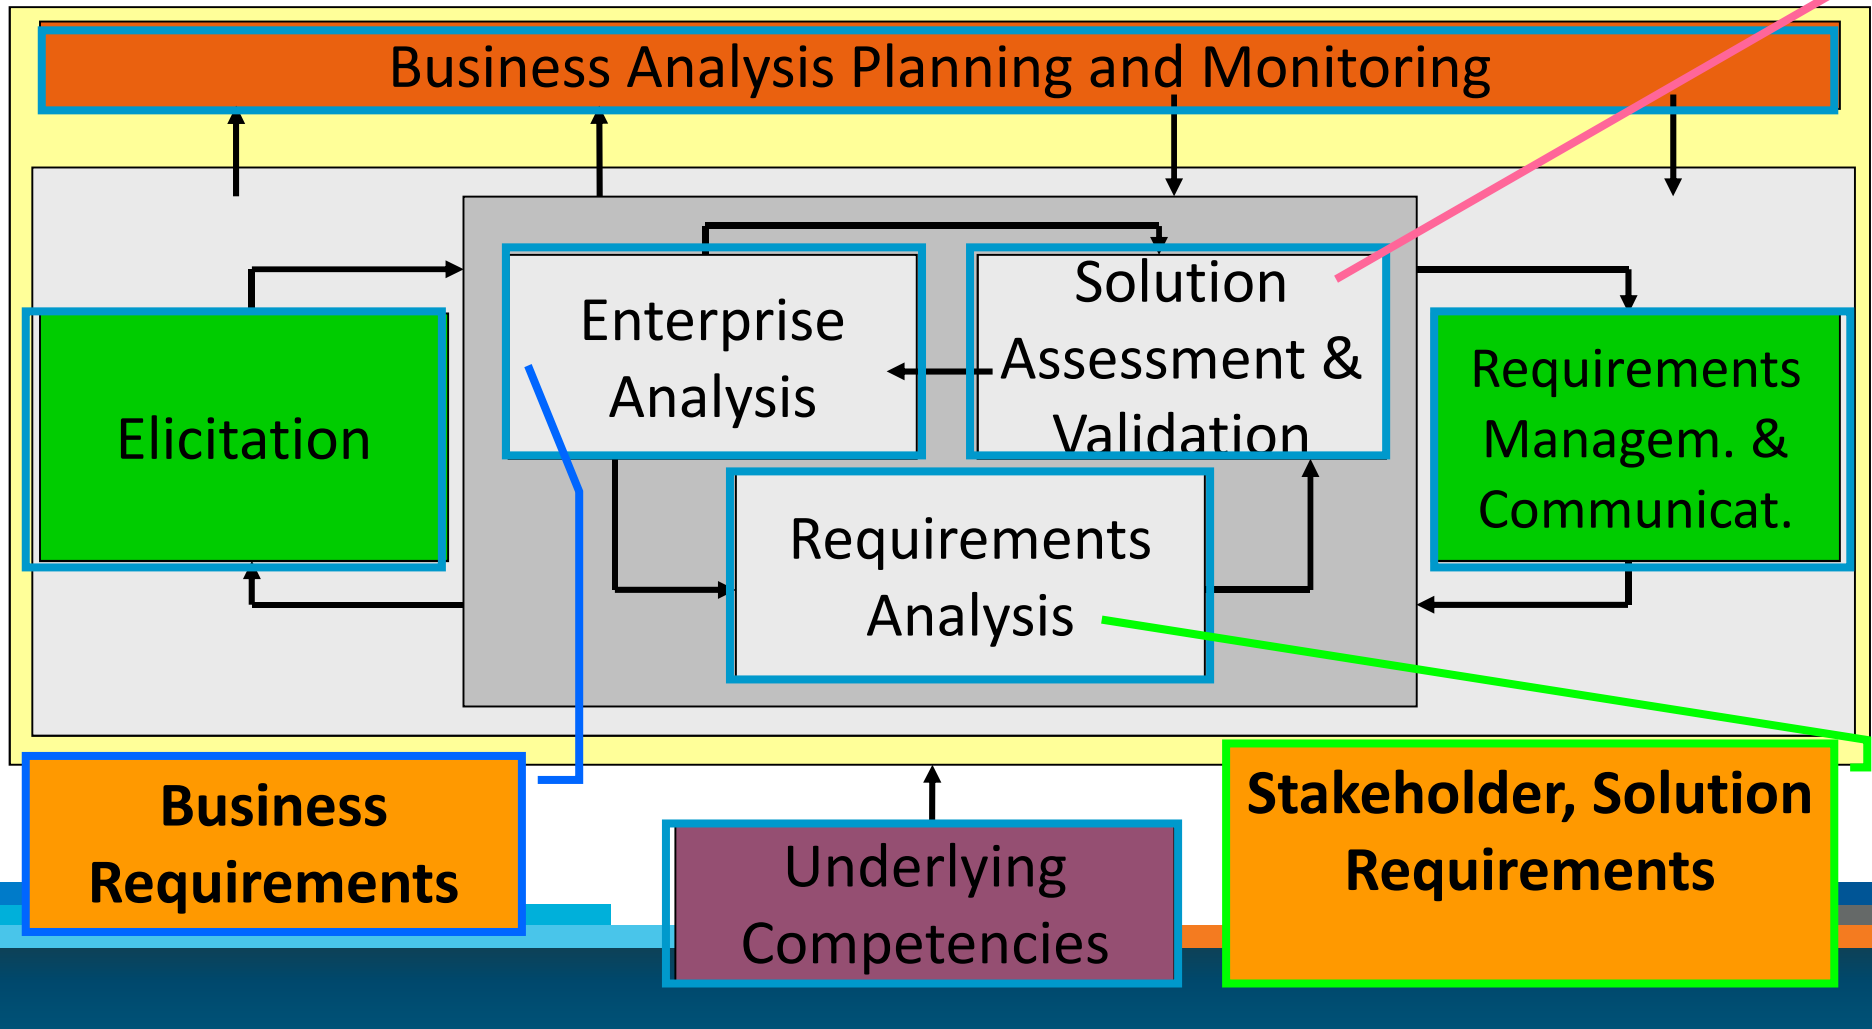 Business Analysis Planning and Monitoring
Enterprise
Analysis
Solution
Assessment &
Validation
Elicitation
Requirements
Managem. &
Communicat.
Requirements
Analysis
Business
Requirements
Underlying
Competencies
Stakeholder, Solution
Requirements